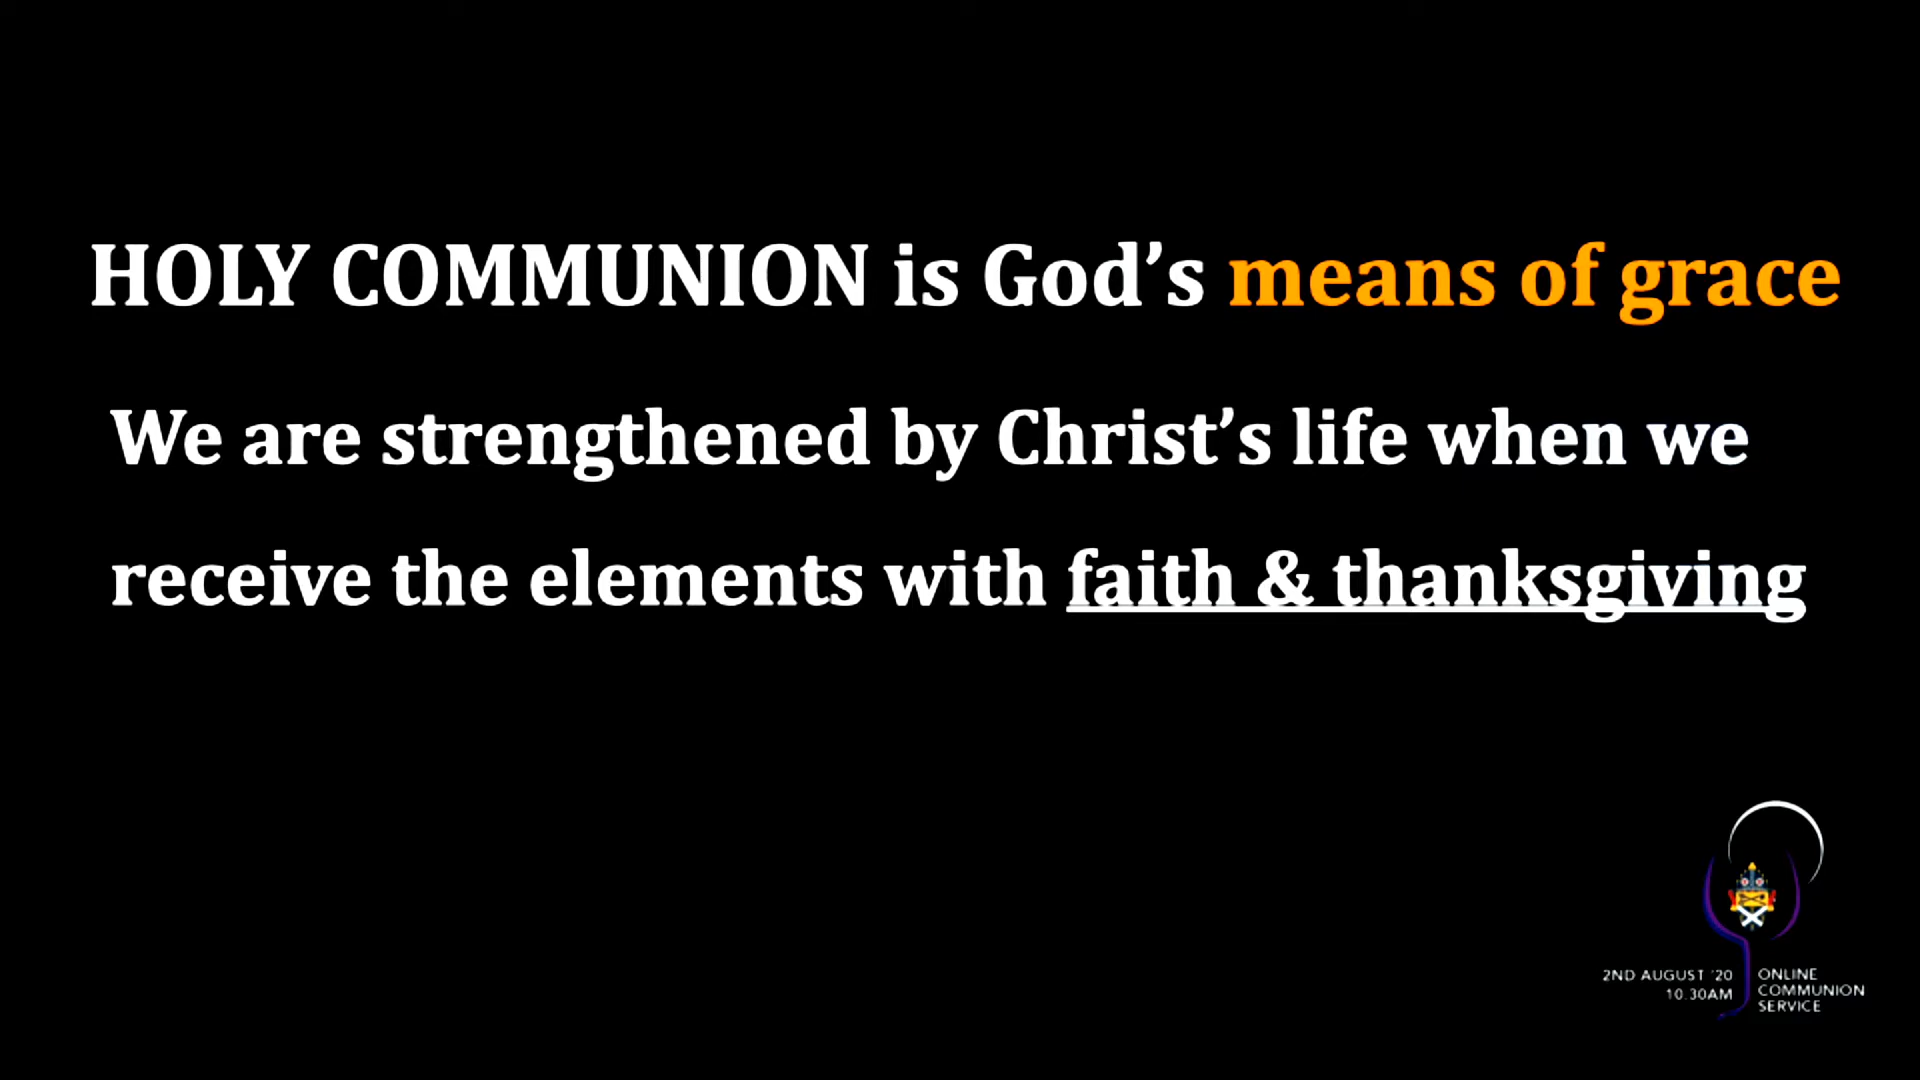 HOLY COMMUNION is God’s means of grace
We are strengthened by Christ’s life when we
receive the elements with faith & thanksgiving
2ND AUGUST ’20
10.30AM
ONLINE
COMMUNION
SERVICE